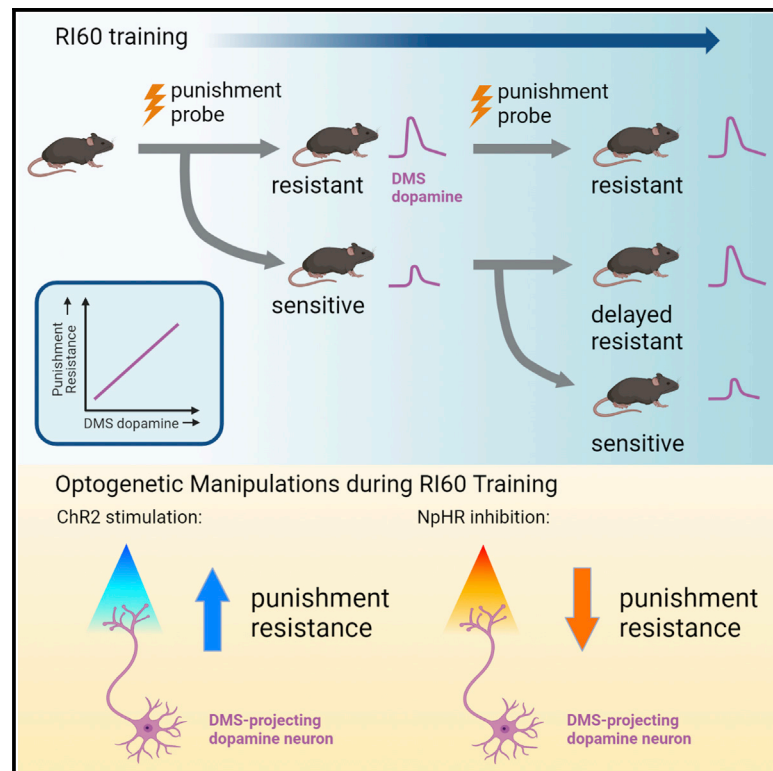 RI60 training
punishment
probe
punishment
probe
resistant
DMS
dopamine
resistant
sensitive
delayed
resistant
sensitive
Punishment
Resistance →
DMS dopamine →
Optogenetic Manipulations during RI60 Training
ChR2 stimulation:
NpHR inhibition:
punishment
resistance
punishment
resistance
DMS-projecting
dopamine neuron
DMS-projecting
dopamine neuron